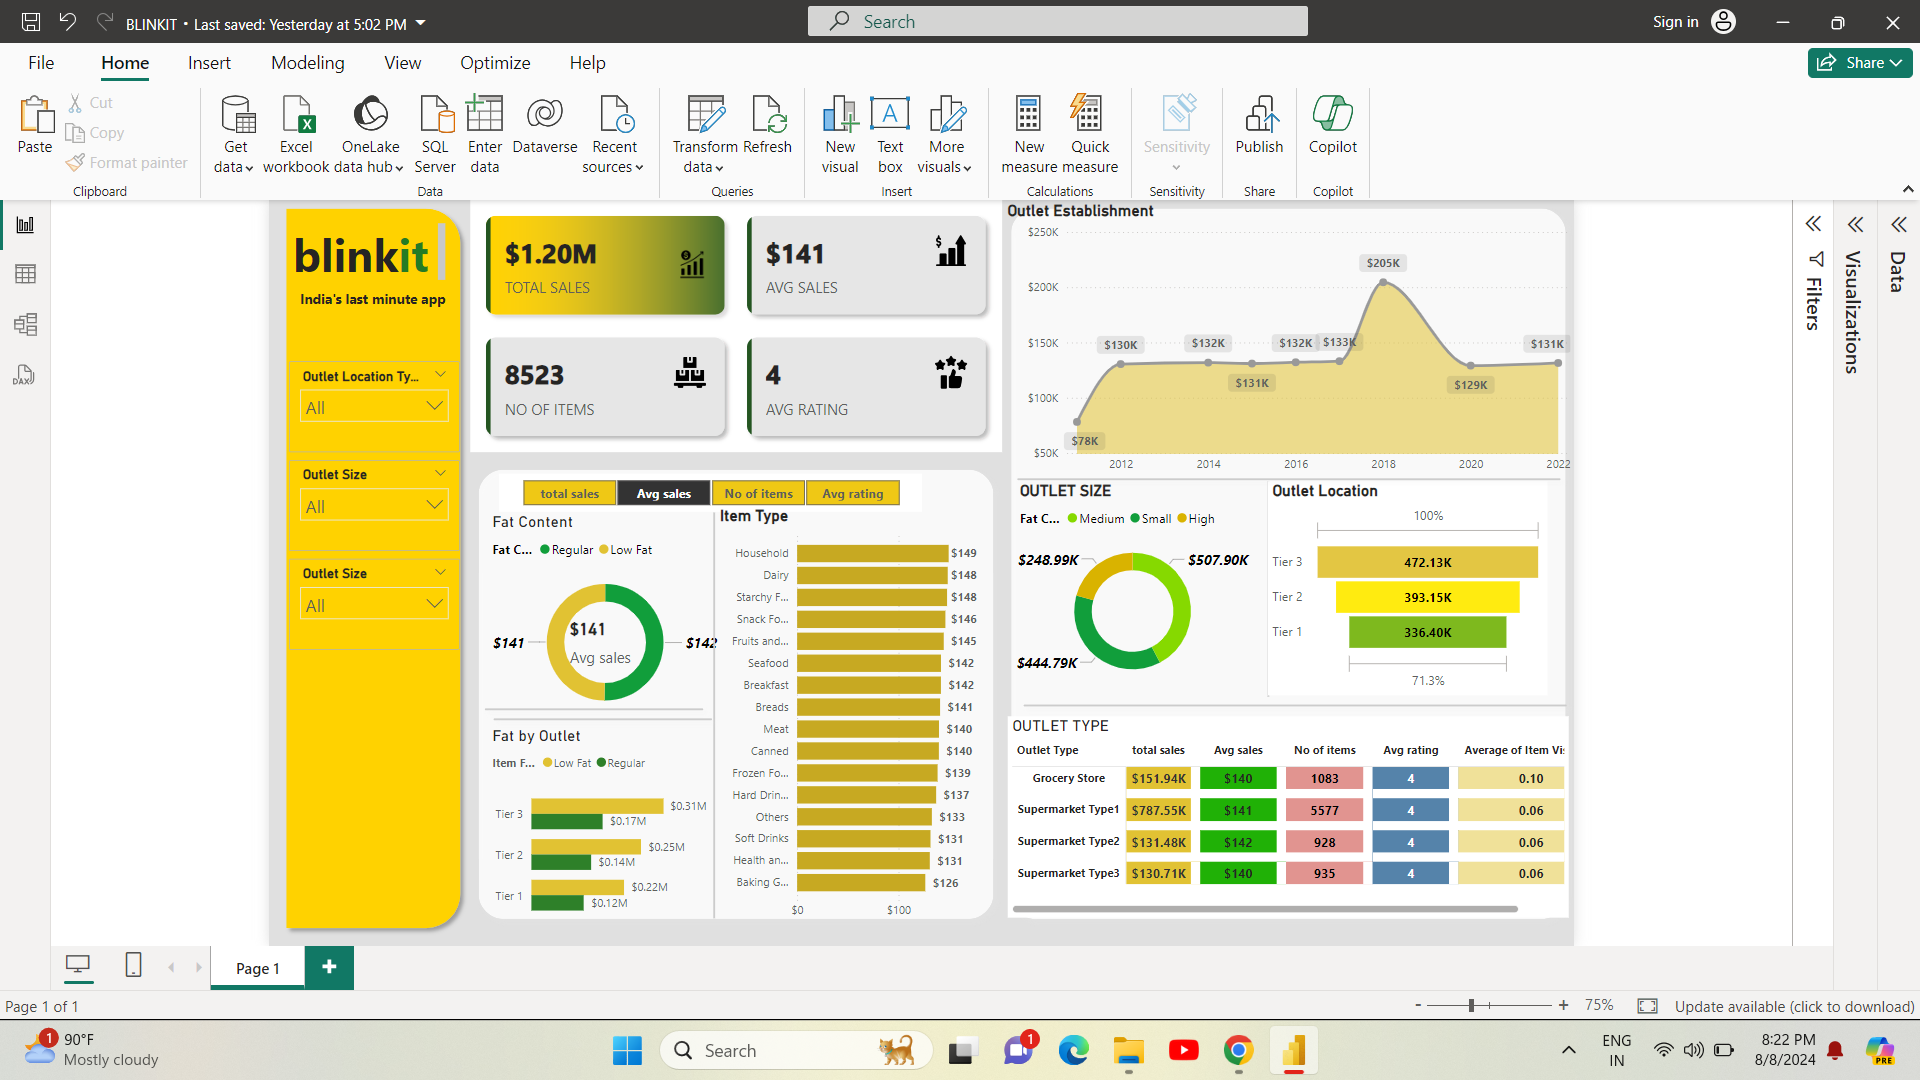 BLINKIT • Last saved: Yesterday at 5:02 PM
Search
Sign in
File Home Insert Modeling View Optimize Help
Share
Paste
Cut
Copy
Format painter
Clipboard
Get data
Excel workbook
OneLake data hub
SQL Server
Enter data
Dataverse
Recent sources
Data
Transform data
Refresh
Queries
New visual
Text box
More visuals
Insert
New measure
Quick measure
Calculations
Sensitivity
Sensitivity
Publish
Share
Copilot
Copilot
blinkit
India's last minute app
Outlet Location Ty...
All
Outlet Size
All
Outlet Size
All
$1.20M
TOTAL SALES
$141
AVG SALES
8523
NO OF ITEMS
4
AVG RATING
total sales Avg sales No of items Avg rating
Fat Content
Fat C... Regular Low Fat
$141
Avg sales
$141
$142
Fat by Outlet
Item F... Low Fat Regular
Tier 3 $0.31M
$0.17M
Tier 2 $0.25M
$0.14M
Tier 1 $0.22M
$0.12M
Item Type
Household $149
Dairy $148
Starchy F... $148
Snack Fo... $146
Fruits and... $145
Seafood $142
Breakfast $142
Breads $141
Meat $140
Canned $140
Frozen Fo... $139
Hard Drin... $137
Others $133
Soft Drinks $131
Health an... $131
Baking G... $126
$0 $100
Outlet Establishment
$250K
$200K
$150K
$100K
$50K
$78K
$130K
$132K
$131K
$132K
$133K
$205K
$129K
$131K
2012 2014 2016 2018 2020 2022
OUTLET SIZE
Fat C... Medium Small High
$248.99K
$507.90K
$444.79K
Outlet Location
100%
Tier 3 472.13K
Tier 2 393.15K
Tier 1 336.40K
71.3%
OUTLET TYPE
Outlet Type total sales Avg sales No of items Avg rating Average of Item Vi
Grocery Store $151.94K $140 1083 4 0.10
Supermarket Type1 $787.55K $141 5577 4 0.06
Supermarket Type2 $131.48K $142 928 4 0.06
Supermarket Type3 $130.71K $140 935 4 0.06
Filters
Visualizations
Data
DAX
Page 1
+
Page 1 of 1
- + 75%
Update available (click to download)
1
90°F
Mostly cloudy
Search
1
ENG
IN
8:22 PM
8/8/2024
PRE